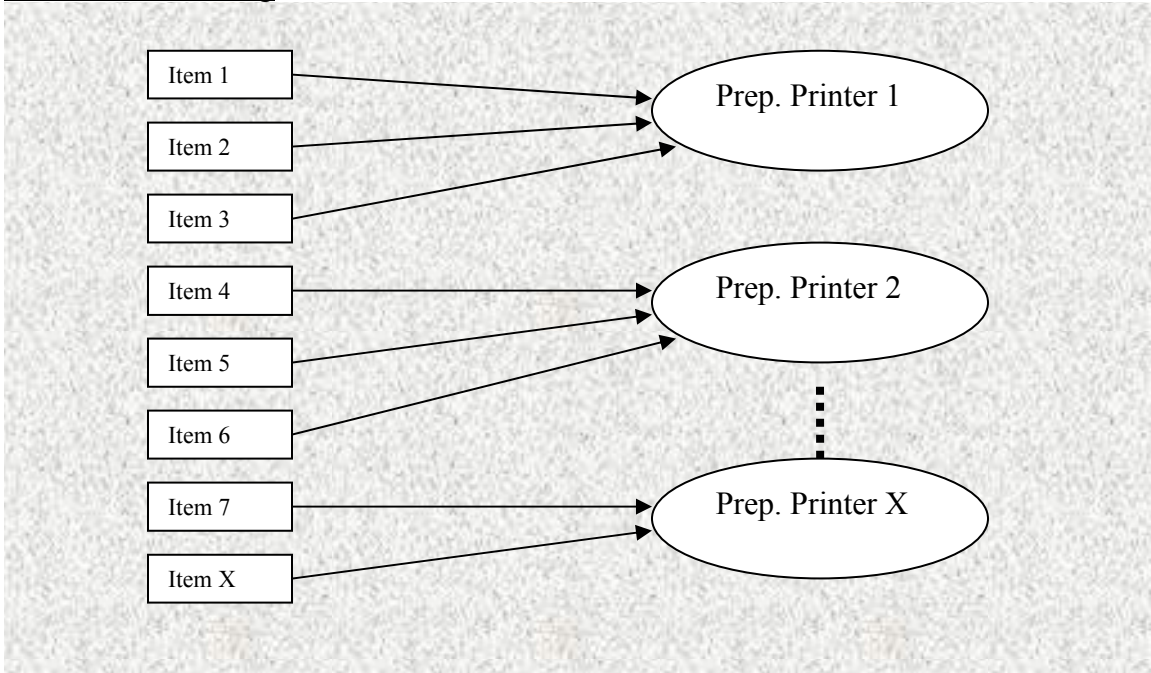 Item 1
Prep. Printer 1
Item 2
Item 3
Item 4
Prep. Printer 2
Item 5
Item 6
Item 7
Prep. Printer X
Item X